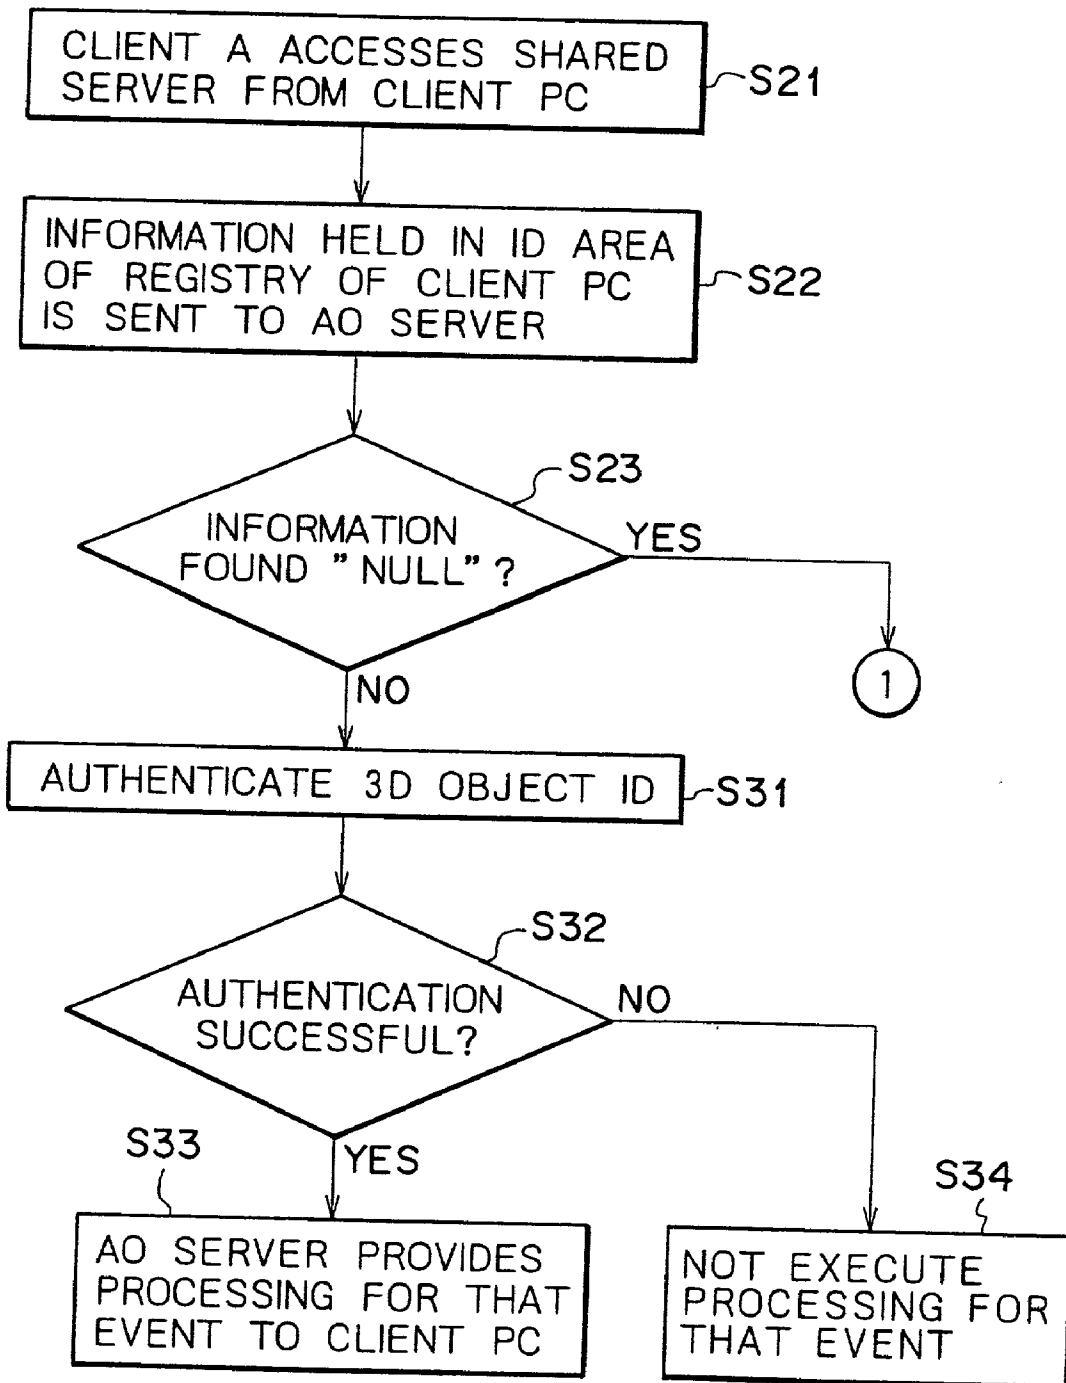 CLIENT A ACCESSES SHARED
SERVER FROM CLIENT PC
S21
INFORMATION HELD IN ID AREA
OF REGISTRY OF CLIENT PC
IS SENT TO AO SERVER
S22
S23
INFORMATION
FOUND "NULL"?
YES
1
NO
AUTHENTICATE 3D OBJECT ID
S31
S32
AUTHENTICATION
SUCCESSFUL?
NO
YES
S33
AO SERVER PROVIDES
PROCESSING FOR THAT
EVENT TO CLIENT PC
S34
NOT EXECUTE
PROCESSING FOR
THAT EVENT